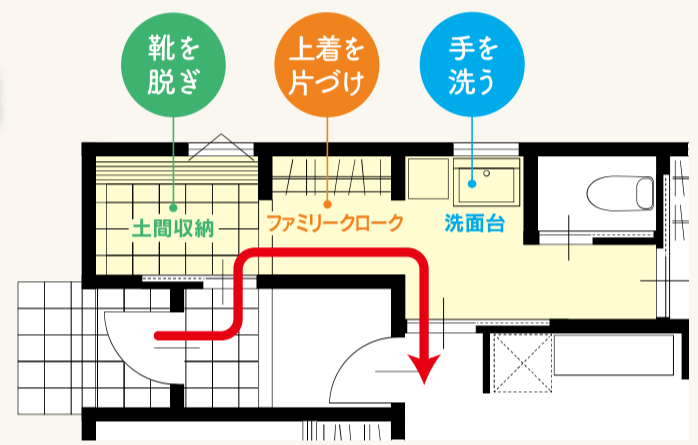 靴を
脱ぎ
上着を
片づけ
手を
洗う
土間収納
ファミリークローク
洗面台